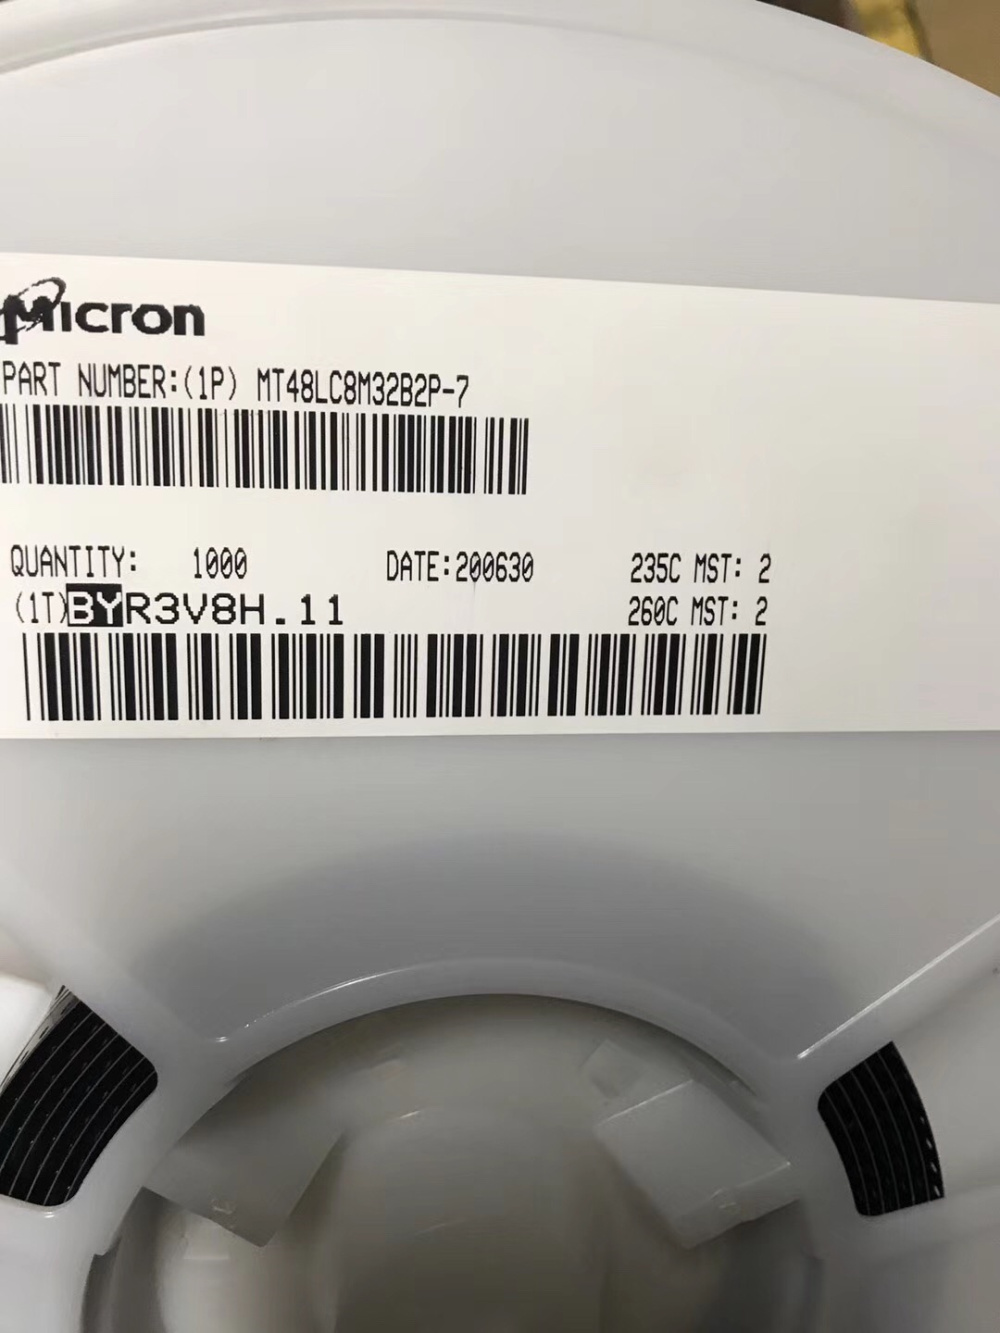 Micron
PART NUMBER:(1P) MT48LC8M32B2P-7
QUANTITY: 1000 DATE:200630 235C MST: 2
(1T)BYR3V8H.11 260C MST: 2